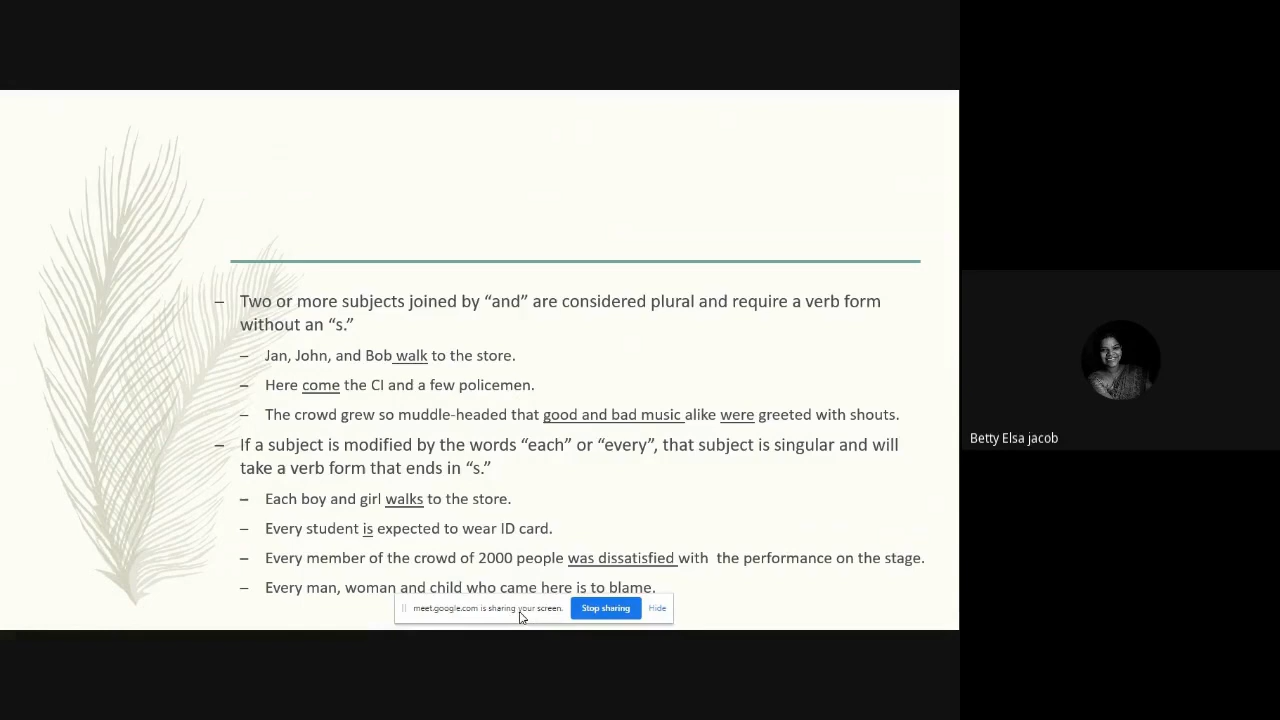 – Two or more subjects joined by “and” are considered plural and require a verb form
without an “s.”
– Jan, John, and Bob walk to the store.
– Here come the CI and a few policemen.
– The crowd grew so muddle-headed that good and bad music alike were greeted with shouts.
– If a subject is modified by the words “each” or “every”, that subject is singular and will
take a verb form that ends in “s.”
– Each boy and girl walks to the store.
– Every student is expected to wear ID card.
– Every member of the crowd of 2000 people was dissatisfied with the performance on the stage.
– Every man, woman and child who came here is to blame.
meet.google.com is sharing your screen. Stop sharing Hide
Betty Elsa jacob